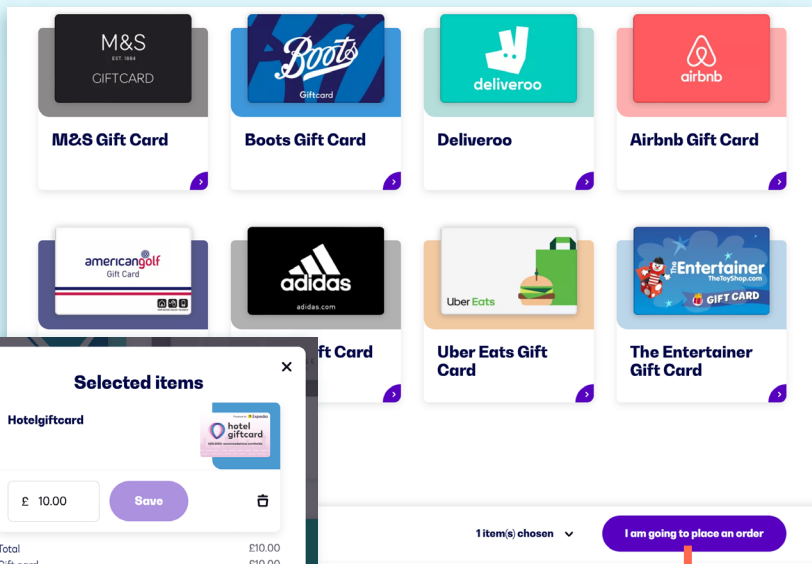 M&S
EST. 1884
GIFTCARD
M&S Gift Card
Boots
Giftcard
Boots Gift Card
deliveroo
Deliveroo
airbnb
Airbnb Gift Card
americangolf
Gift Card
adidas
adidas.com
ft Card
Uber Eats
Uber Eats Gift
Card
The Entertainer
TheToyShop.com
GIFT CARD
The Entertainer
Gift Card
Selected items
Hotelgiftcard
Expedia
hotel
giftcard
£ 10.00
Save
Total £10.00
Gift card £10.00
1 item(s) chosen
I am going to place an order